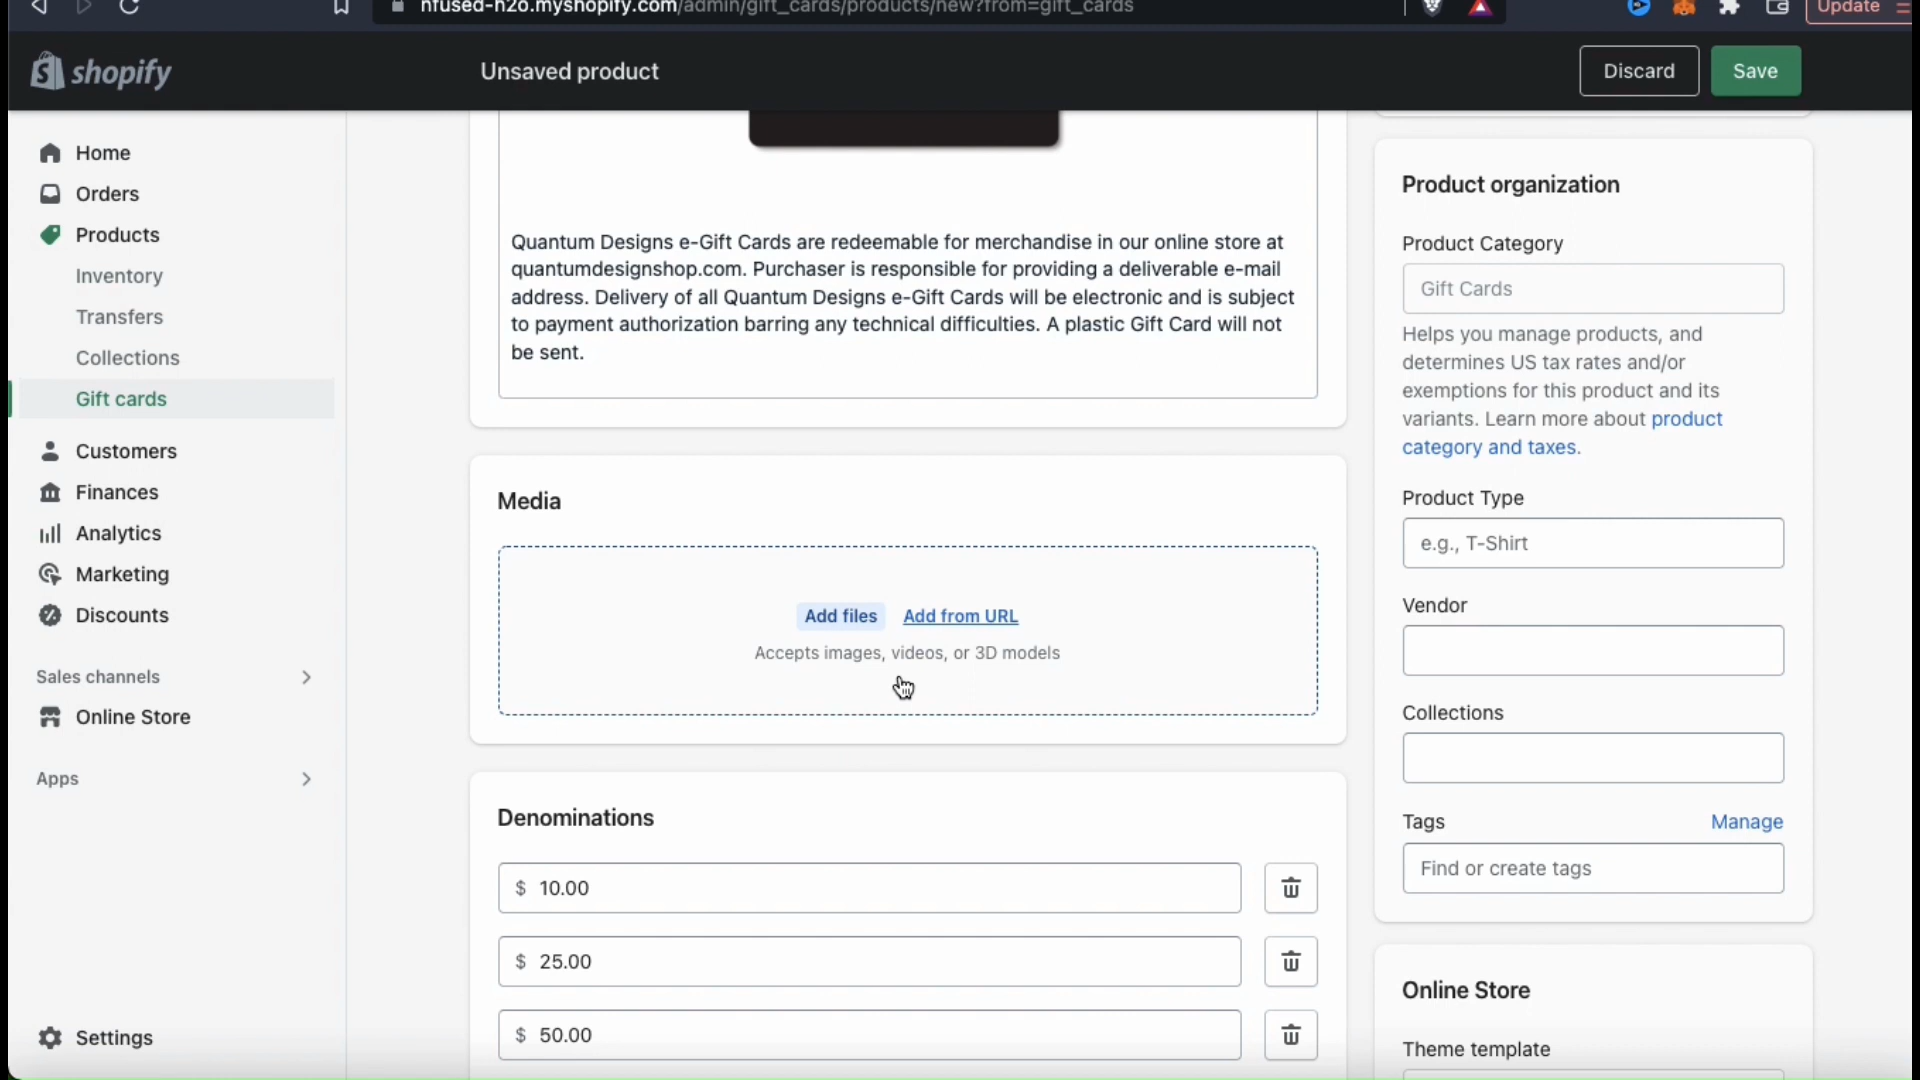 nfused-h2o.myshopify.com/admin/gift_cards/products/new?from=gift_cards
Update
shopify
Unsaved product
Discard
Save
Home
Orders
Products
Inventory
Transfers
Collections
Gift cards
Customers
Finances
Analytics
Marketing
Discounts
Sales channels
Online Store
Apps
Settings
Quantum Designs e-Gift Cards are redeemable for merchandise in our online store at
quantumdesignshop.com. Purchaser is responsible for providing a deliverable e-mail
address. Delivery of all Quantum Designs e-Gift Cards will be electronic and is subject
to payment authorization barring any technical difficulties. A plastic Gift Card will not
be sent.
Media
Add files Add from URL
Accepts images, videos, or 3D models
Denominations
$ 10.00
$ 25.00
$ 50.00
Product organization
Product Category
Gift Cards
Helps you manage products, and
determines US tax rates and/or
exemptions for this product and its
variants. Learn more about product
category and taxes.
Product Type
e.g., T-Shirt
Vendor
Collections
Tags Manage
Find or create tags
Online Store
Theme template